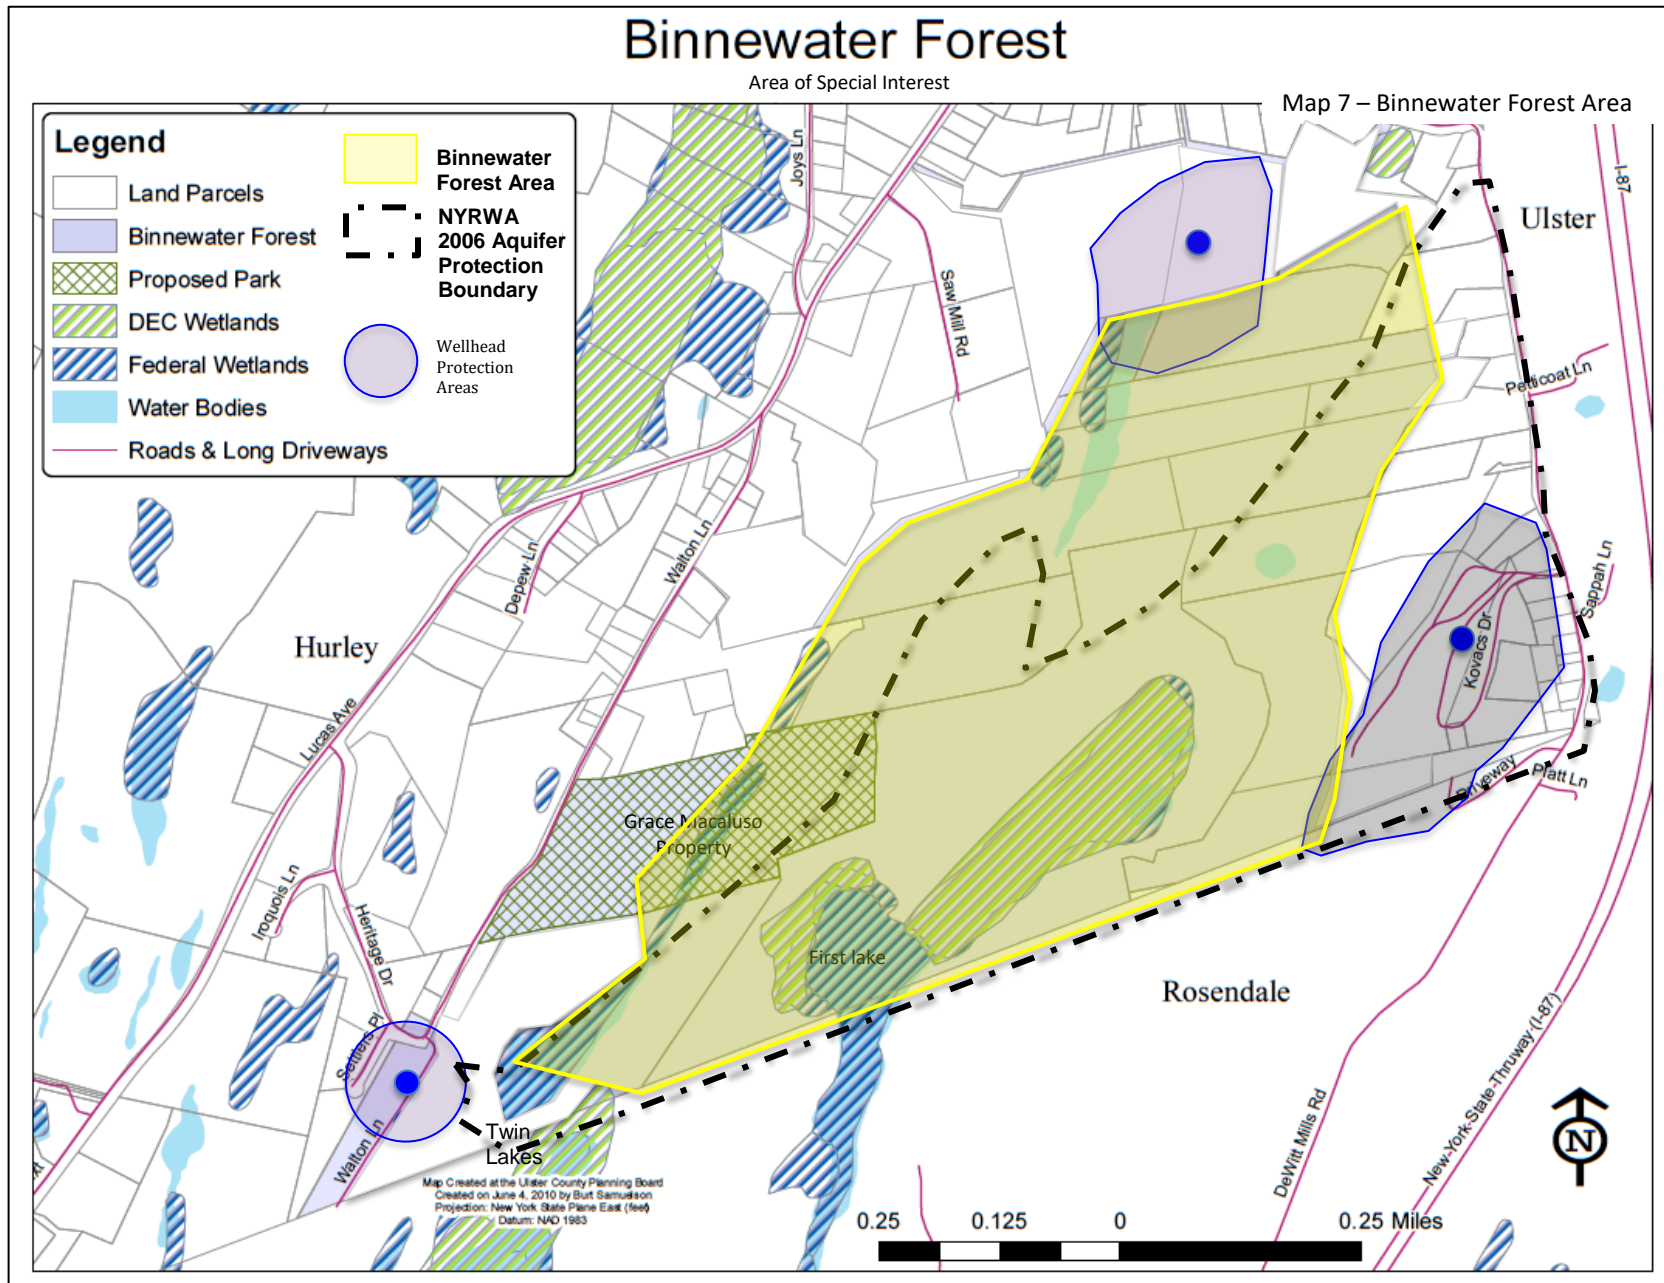 Binnewater Forest
Area of Special Interest
Map 7 – Binnewater Forest Area
Legend
Land Parcels
Binnewater Forest
Proposed Park
DEC Wetlands
Federal Wetlands
Water Bodies
Roads & Long Driveways
Binnewater
Forest Area
NYRWA
2006 Aquifer
Protection
Boundary
Wellhead
Protection
Areas
Joys Ln
I-87
Ulster
Saw Mill Rd
Petticoat Ln
Walton Ln
Depew Ln
Sappah Ln
Kovacs Dr
Hurley
Lucas Ave
Driveway
Platt Ln
Grace Macaluso
Property
Iroquois Ln
Heritage Dr
First lake
Rosendale
Settlers Pl
New York State Thruway (I-87)
DeWitt Mills Rd
Walton Ln
Twin
Lakes
N
Map Created at the Ulster County Planning Board
Created on June 4, 2010 by Burt Samuelson
Projection: New York State Plane East (feet)
Datum: NAD 1983
0.25 0.125 0 0.25 Miles